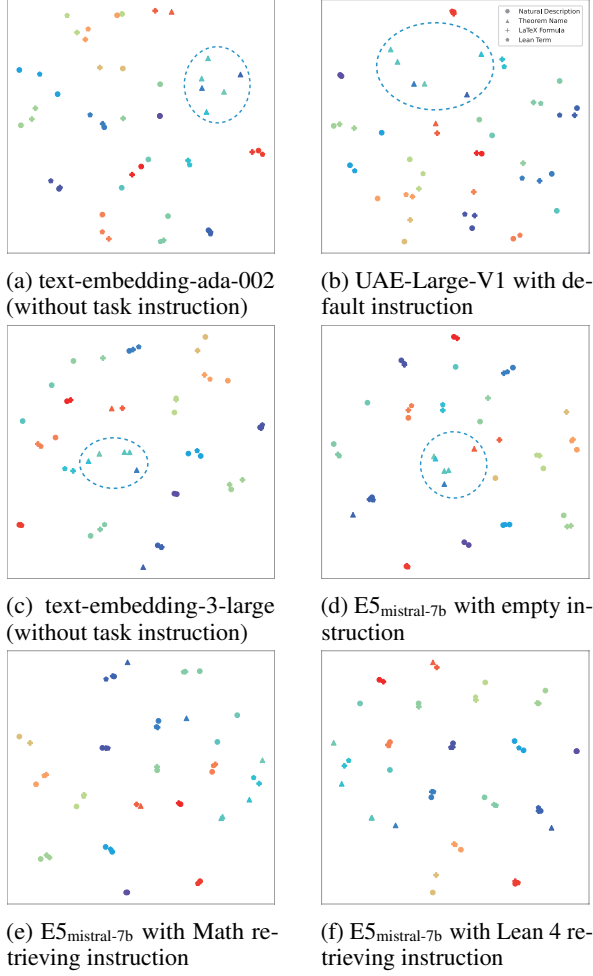 Natural Description
Theorem Name
LaTeX Formula
Lean Term
(a) text-embedding-ada-002
(without task instruction)
(b) UAE-Large-V1 with de-
fault instruction
(c) text-embedding-3-large
(without task instruction)
(d) E5mistral-7b with empty in-
struction
(e) E5mistral-7b with Math re-
trieving instruction
(f) E5mistral-7b with Lean 4 re-
trieving instruction